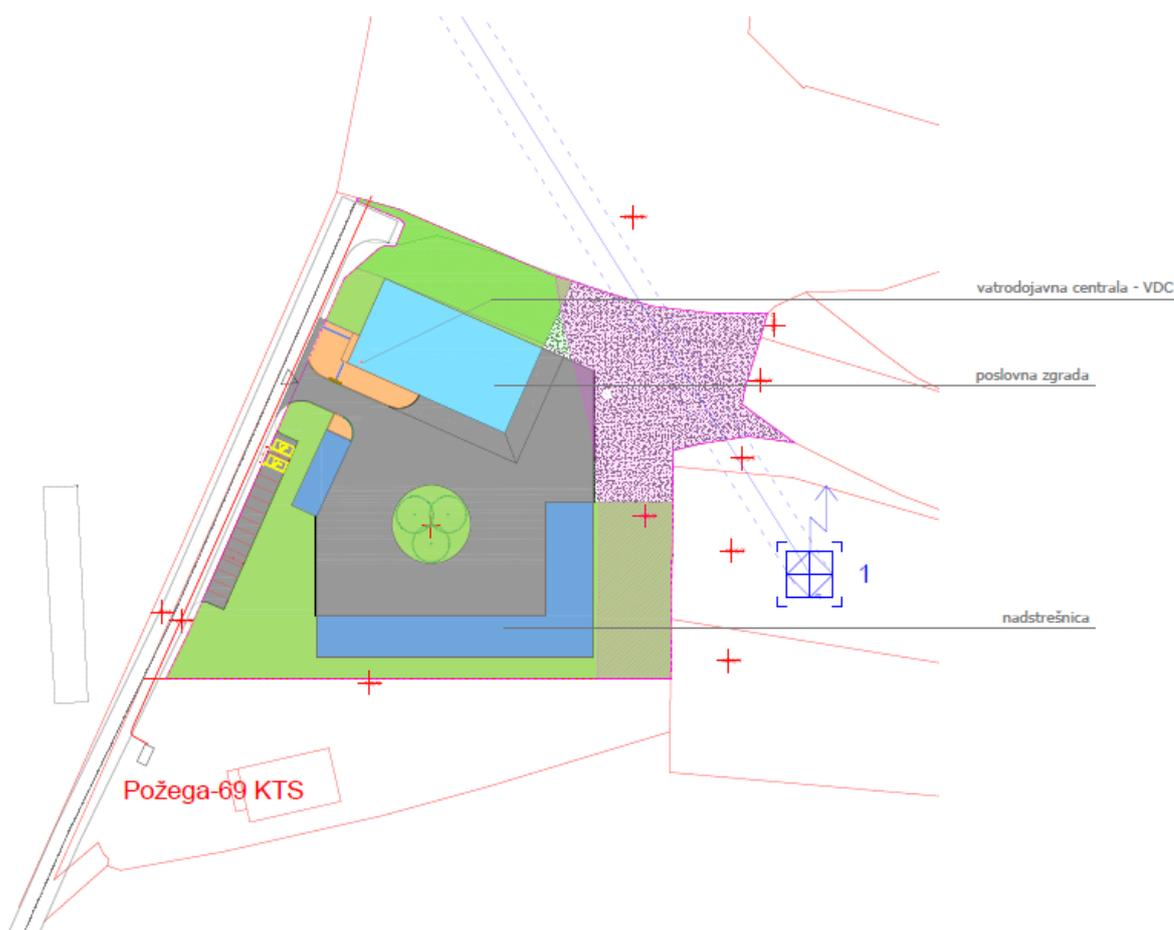 vatrodojavna centrala - VDC
poslovna zgrada
1
nadstrešnica
Požega-69 KTS